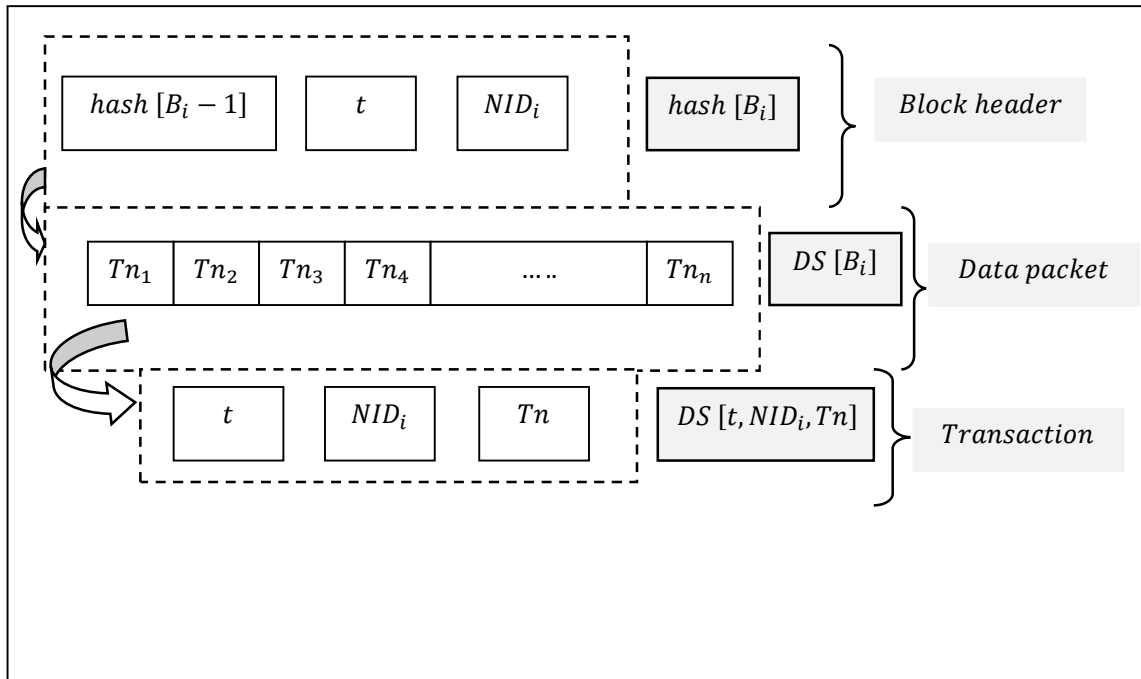 hash [B_i − 1] t NID_i hash [B_i] Block header
Tn_1 Tn_2 Tn_3 Tn_4 ..... Tn_n DS [B_i] Data packet
t NID_i Tn DS [t, NID_i, Tn] Transaction